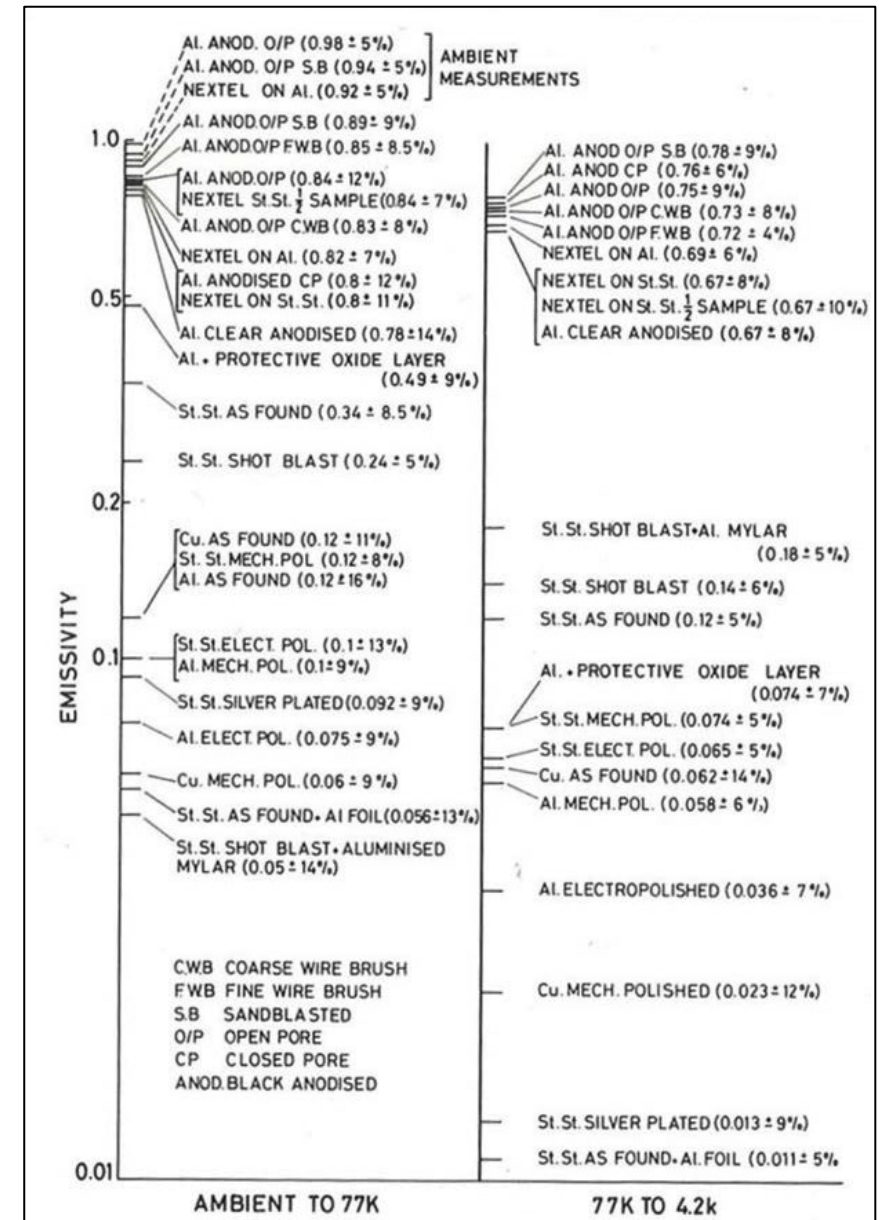 Al. ANOD. O/P (0.98 ± 5%)
Al. ANOD. O/P S.B (0.94 ± 5%)
NEXTEL ON Al. (0.92 ± 5%)
AMBIENT
MEASUREMENTS
Al. ANOD.O/P S.B (0.89 ± 9%)
Al. ANOD.O/P F.W.B (0.85 ± 8.5%)
Al. ANOD.O/P (0.84 ± 12%)
NEXTEL St.St. 1/2 SAMPLE (0.84 ± 7%)
Al. ANOD. O/P C.W.B (0.83 ± 8%)
NEXTEL ON Al. (0.82 ± 7%)
Al. ANODISED CP (0.8 ± 12%)
NEXTEL ON St.St. (0.8 ± 11%)
Al. CLEAR ANODISED (0.78 ± 14%)
Al. + PROTECTIVE OXIDE LAYER
(0.49 ± 9%)
St.St. AS FOUND (0.34 ± 8.5%)
St. St. SHOT BLAST (0.24 ± 5%)
Cu. AS FOUND (0.12 ± 11%)
St. St. MECH. POL (0.12 ± 8%)
Al. AS FOUND (0.12 ± 16%)
St.St. ELECT. POL. (0.1 ± 13%)
Al. MECH. POL. (0.1 ± 9%)
St. St. SILVER PLATED (0.092 ± 9%)
Al. ELECT. POL. (0.075 ± 9%)
Cu. MECH. POL. (0.06 ± 9%)
St. St. AS FOUND + Al FOIL (0.056 ± 13%)
St. St. SHOT BLAST + ALUMINISED
MYLAR (0.05 ± 14%)
C.W.B COARSE WIRE BRUSH
F.W.B FINE WIRE BRUSH
S.B SANDBLASTED
O/P OPEN PORE
CP CLOSED PORE
ANOD. BLACK ANODISED
1.0
0.5
0.2
0.1
0.01
EMISSIVITY
AMBIENT TO 77K
Al. ANOD O/P S.B (0.78 ± 9%)
Al. ANOD CP (0.76 ± 6%)
Al. ANOD O/P (0.75 ± 9%)
Al. ANOD O/P C.W.B (0.73 ± 8%)
Al. ANOD O/P F.W.B (0.72 ± 4%)
NEXTEL ON Al. (0.69 ± 6%)
NEXTEL ON St.St. (0.67 ± 8%)
NEXTEL ON St. St. 1/2 SAMPLE (0.67 ± 10%)
Al. CLEAR ANODISED (0.67 ± 8%)
St. St. SHOT BLAST + Al. MYLAR
(0.18 ± 5%)
St. St. SHOT BLAST (0.14 ± 6%)
St. St. AS FOUND (0.12 ± 5%)
Al. + PROTECTIVE OXIDE LAYER
(0.074 ± 7%)
St. St. MECH. POL. (0.074 ± 5%)
St. St. ELECT. POL. (0.065 ± 5%)
Cu. AS FOUND (0.062 ± 14%)
Al. MECH. POL. (0.058 ± 6%)
Al. ELECTROPOLISHED (0.036 ± 7%)
Cu. MECH. POLISHED (0.023 ± 12%)
St. St. SILVER PLATED (0.013 ± 9%)
St. St. AS FOUND + Al. FOIL (0.011 ± 5%
77K TO 4.2k